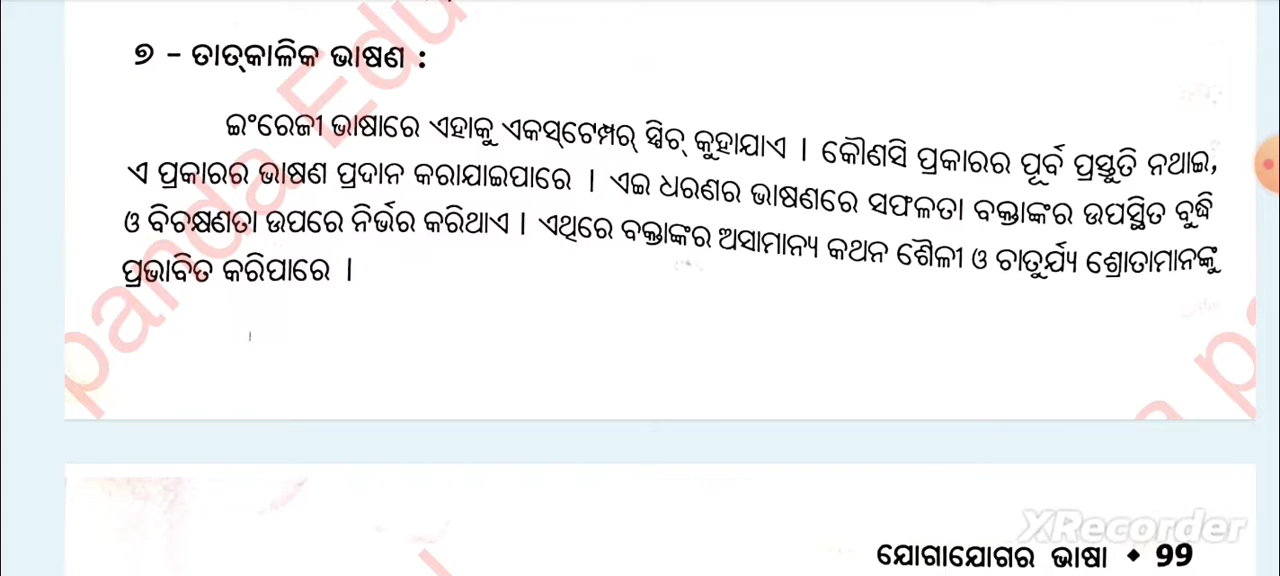 ୭ – ତାତ୍‌କାଳିକ ଭାଷଣ :
ଇଂରେଜୀ ଭାଷାରେ ଏହାକୁ ଏକସ୍‌ଟେମ୍ପର୍ ସ୍ପିଚ୍ କୁହାଯାଏ । କୌଣସି ପ୍ରକାରର ପୂର୍ବ ପ୍ରସ୍ତୁତି ନଥାଇ,
ଏ ପ୍ରକାରର ଭାଷଣ ପ୍ରଦାନ କରାଯାଇପାରେ । ଏଇ ଧରଣର ଭାଷଣରେ ସଫଳତା ବକ୍ତାଙ୍କର ଉପସ୍ଥିତ ବୁଦ୍ଧି
ଓ ବିଚକ୍ଷଣତା ଉପରେ ନିର୍ଭର କରିଥାଏ । ଏଥିରେ ବକ୍ତାଙ୍କର ଅସାମାନ୍ୟ କଥନ ଶୈଳୀ ଓ ଚାତୁର୍ଯ୍ୟ ଶ୍ରୋତାମାନଙ୍କୁ
ପ୍ରଭାବିତ କରିପାରେ ।
panda Edu
a p
XRecorder
ଯୋଗାଯୋଗର ଭାଷା ◆ 99